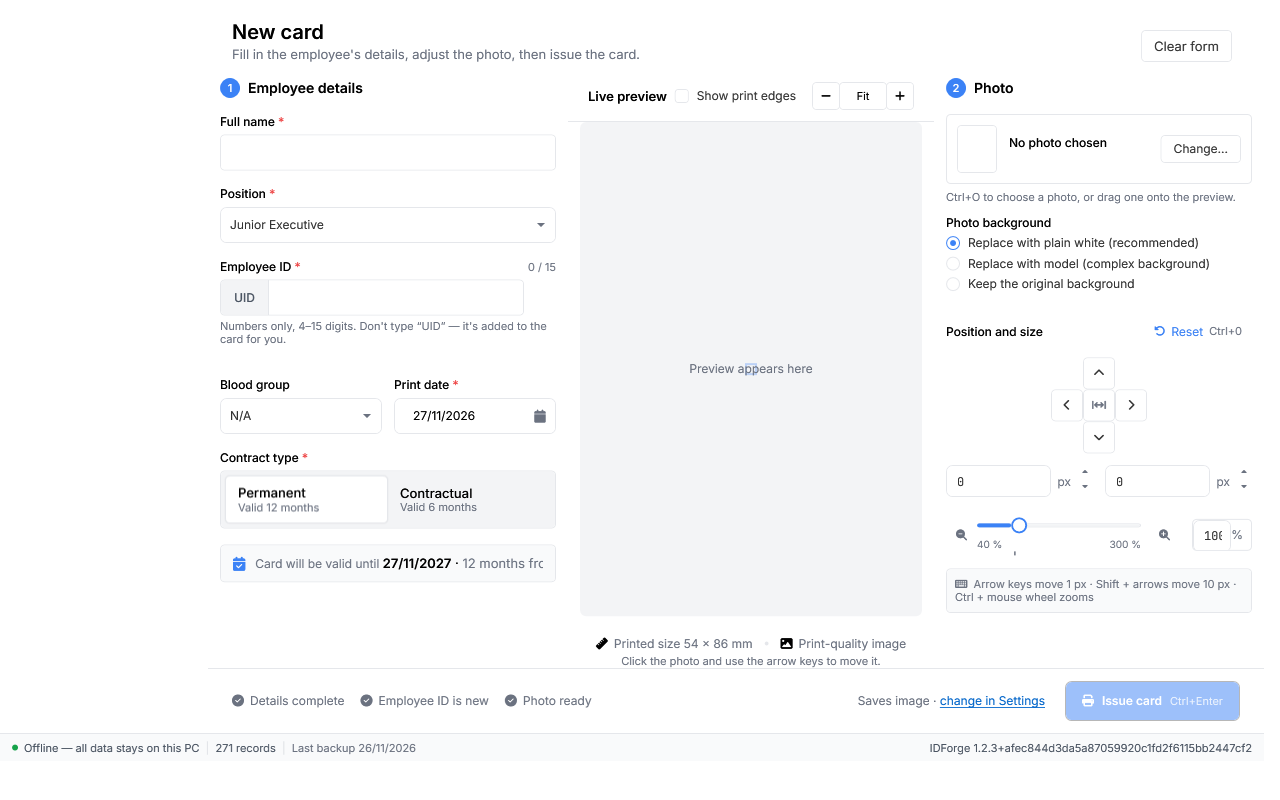 New card
Fill in the employee's details, adjust the photo, then issue the card.
Clear form
1 Employee details
Full name *
Position *
Junior Executive
Employee ID *
0 / 15
UID
Numbers only, 4–15 digits. Don't type “UID” — it's added to the
card for you.
Blood group
Print date *
N/A
27/11/2026
Contract type *
Permanent
Valid 12 months
Contractual
Valid 6 months
Card will be valid until 27/11/2027 · 12 months frc
Live preview
Show print edges
Fit
Preview appears here
Printed size 54 × 86 mm
Print-quality image
Click the photo and use the arrow keys to move it.
2 Photo
No photo chosen
Change...
Ctrl+O to choose a photo, or drag one onto the preview.
Photo background
Replace with plain white (recommended)
Replace with model (complex background)
Keep the original background
Position and size
Reset Ctrl+0
0 px
0 px
40 %
300 %
100 %
Arrow keys move 1 px · Shift + arrows move 10 px ·
Ctrl + mouse wheel zooms
Details complete
Employee ID is new
Photo ready
Saves image · change in Settings
Issue card Ctrl+Enter
Offline — all data stays on this PC
271 records
Last backup 26/11/2026
IDForge 1.2.3+afec844d3da5a87059920c1fd2f6115bb2447cf2